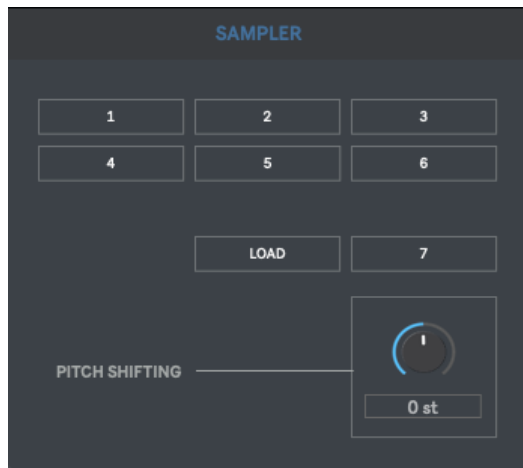 SAMPLER
1 2 3
4 5 6
LOAD 7
PITCH SHIFTING
0 st